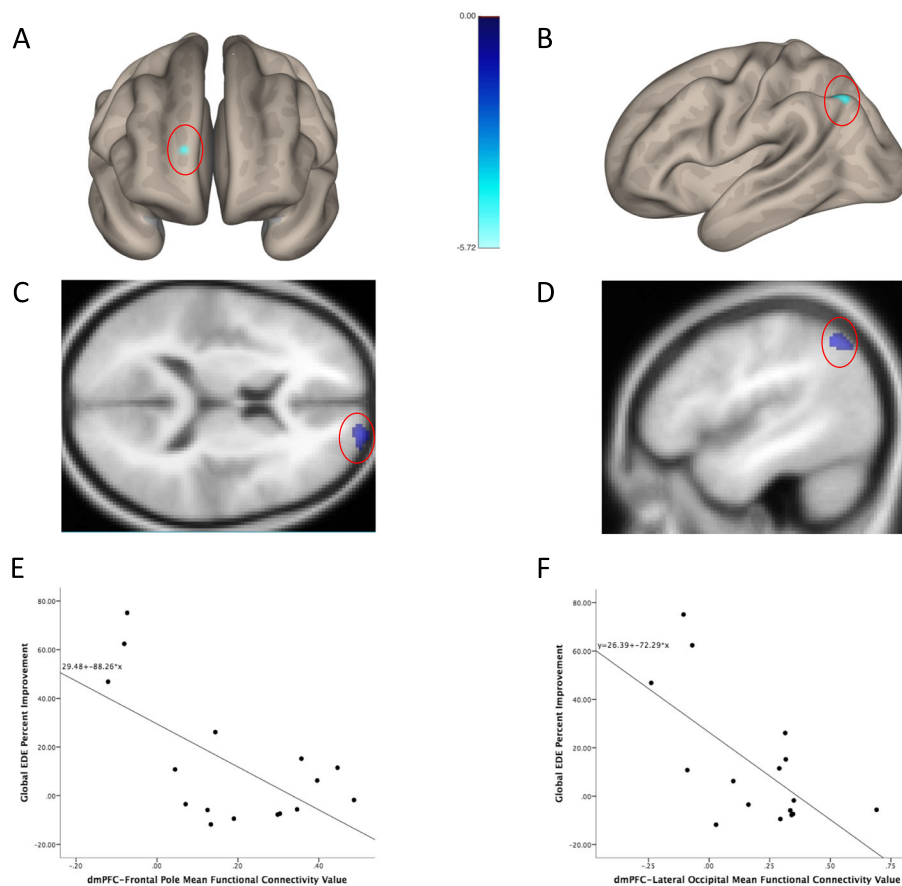 A
0.00
B
-5.72
C
D
E
F
80.00
60.00
40.00
20.00
.00
-20.00
Global EDE Percent Improvement
29.48+-88.26*x
-.20
.00
.20
.40
dmPFC-Frontal Pole Mean Functional Connectivity Value
80.00
60.00
40.00
20.00
.00
-20.00
Global EDE Percent Improvement
y=26.39+-72.29*x
-.25
.00
.25
.50
.75
dmPFC-Lateral Occipital Mean Functional Connectivity Value